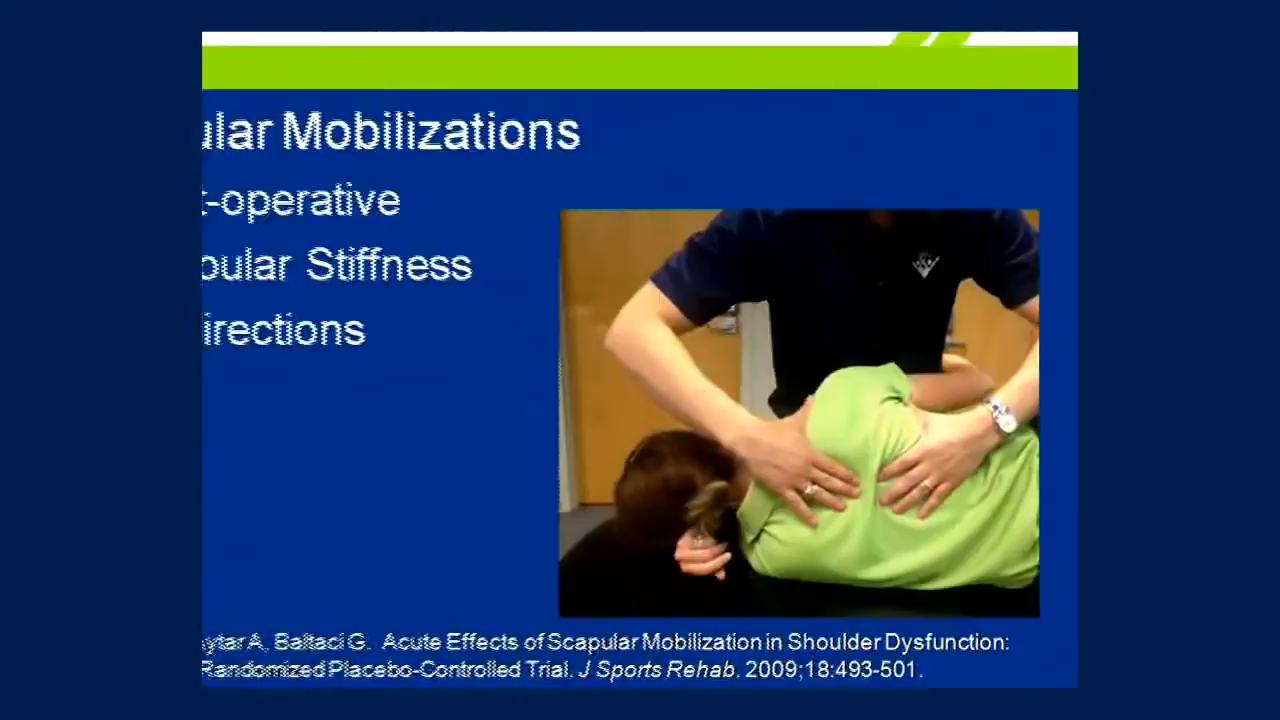 ular Mobilizations
t-operative
pular Stiffness
irections
ytar A, Baltaci G. Acute Effects of Scapular Mobilization in Shoulder Dysfunction:
Randomized Placebo-Controlled Trial. J Sports Rehab. 2009;18:493-501.